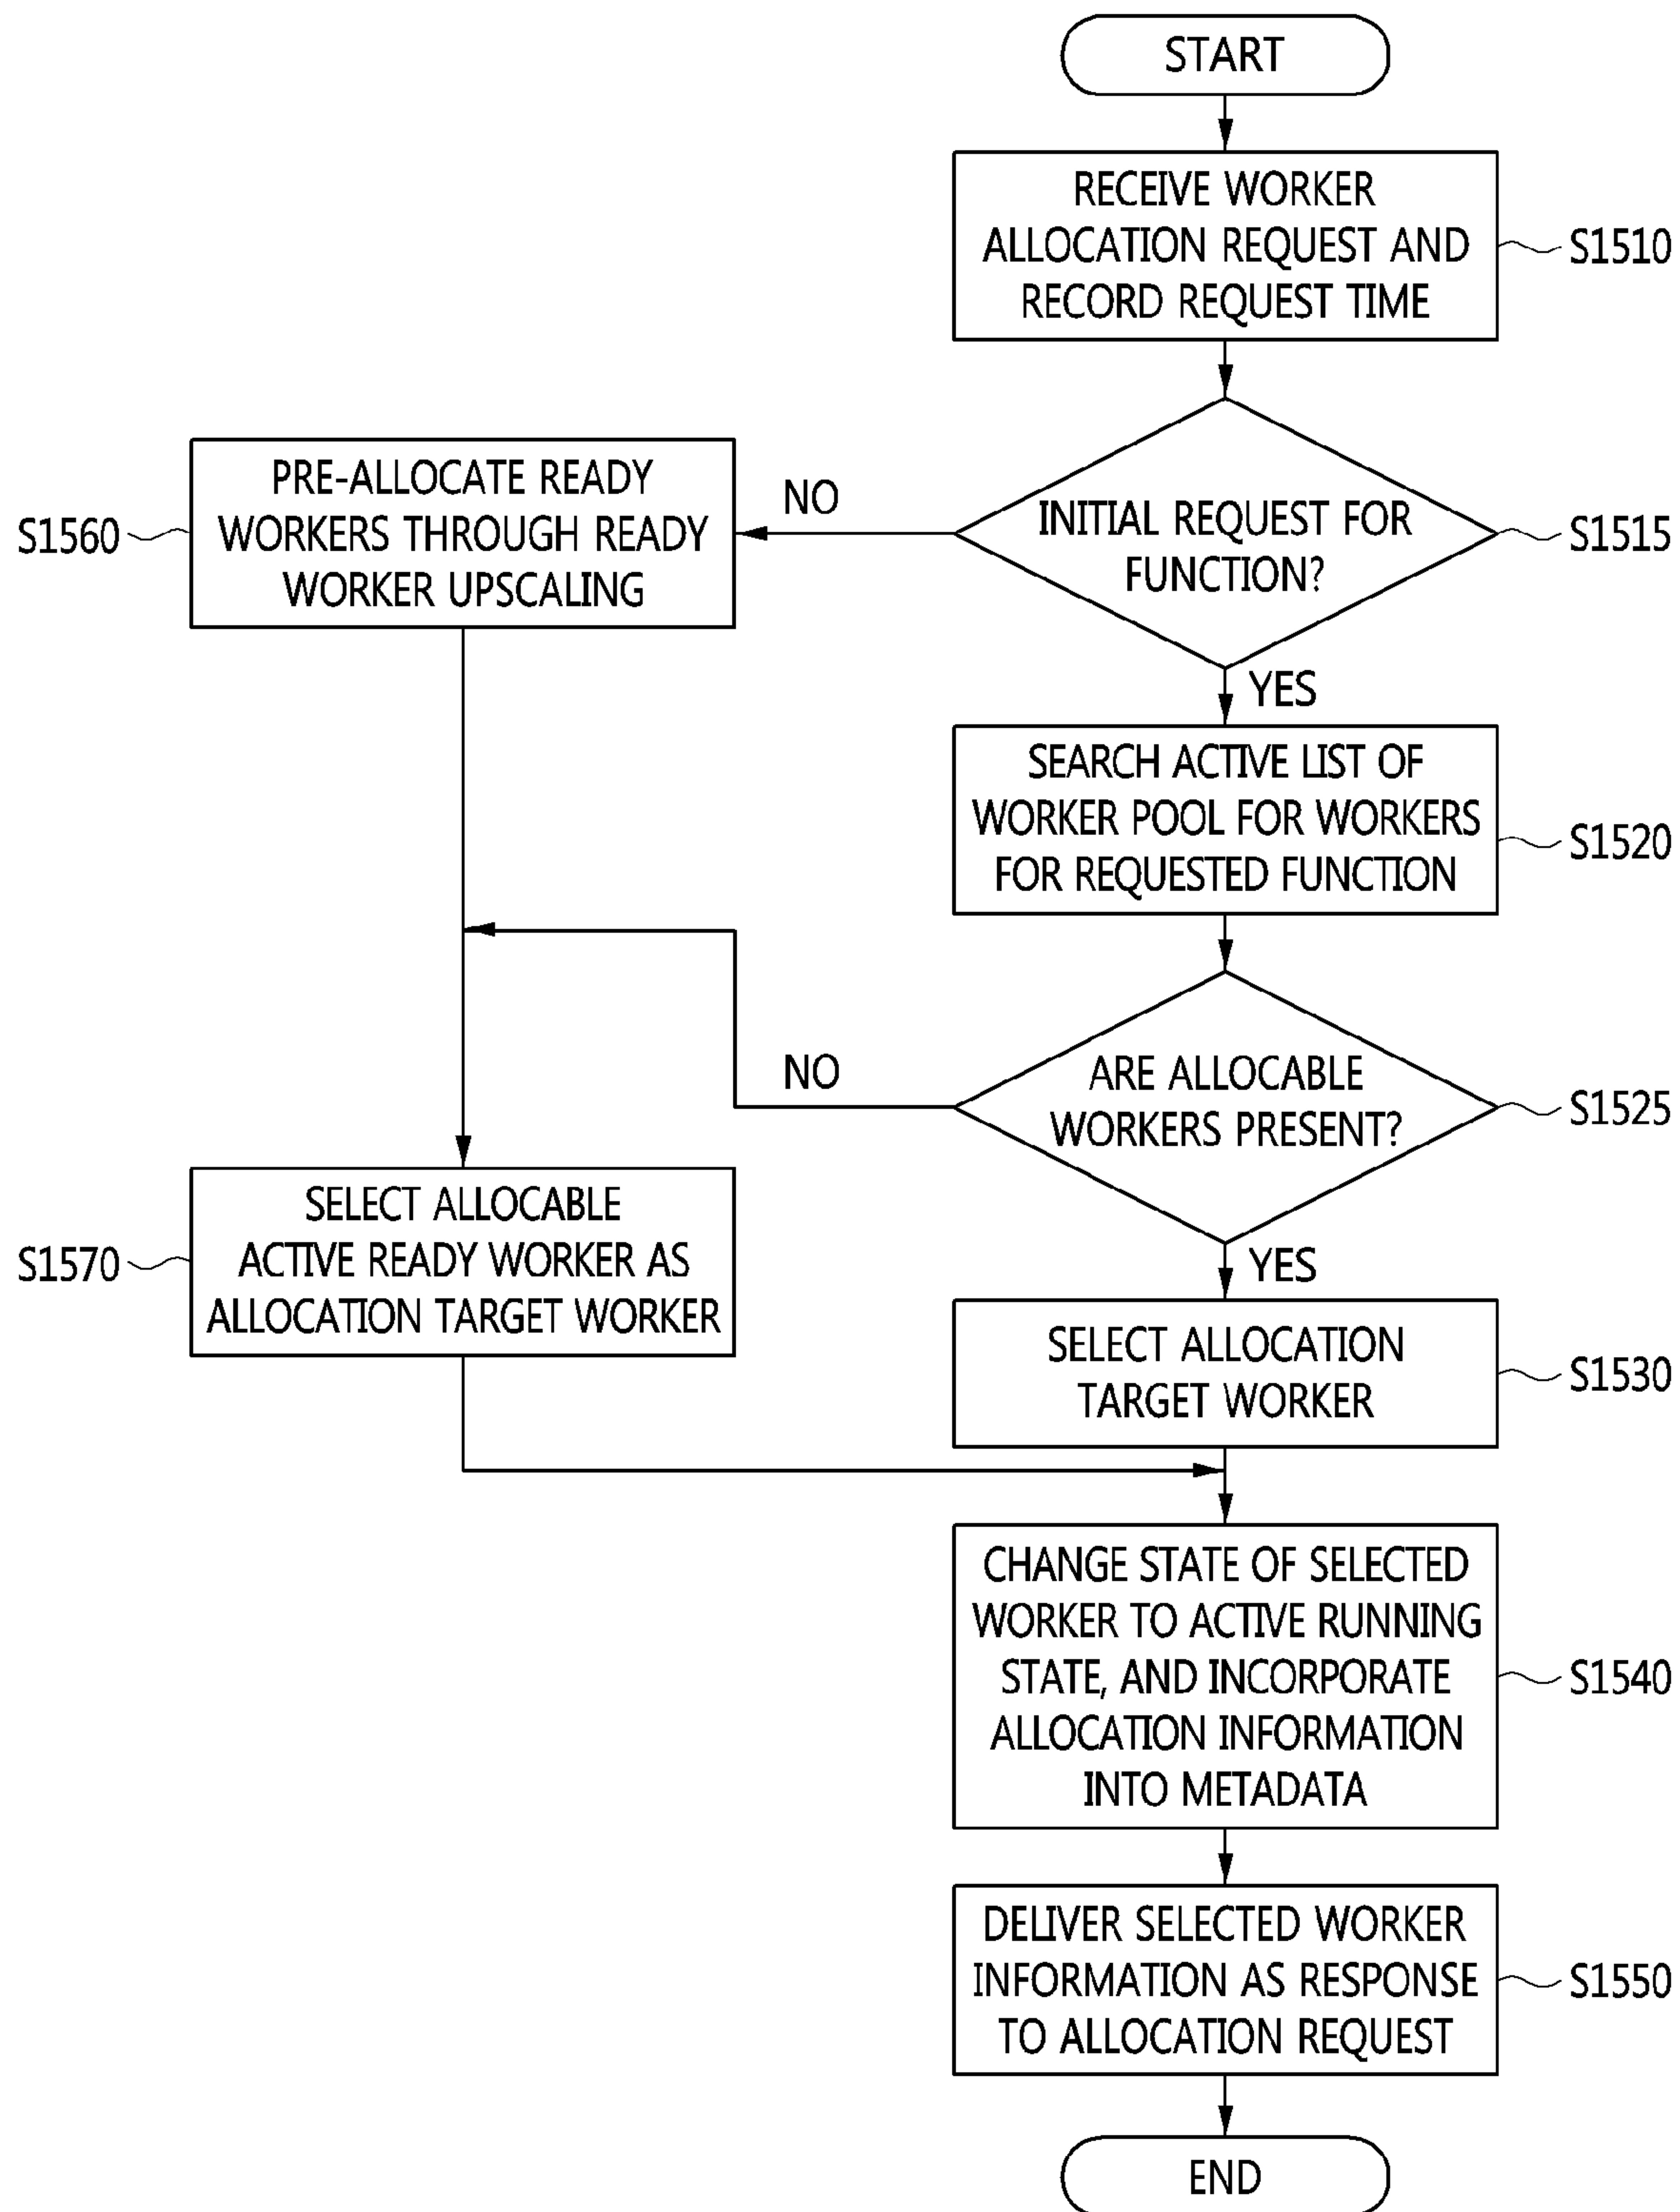 START
RECEIVE WORKER
ALLOCATION REQUEST AND
RECORD REQUEST TIME
S1510
INITIAL REQUEST FOR
FUNCTION?
S1515
NO
YES
PRE-ALLOCATE READY
WORKERS THROUGH READY
WORKER UPSCALING
S1560
SEARCH ACTIVE LIST OF
WORKER POOL FOR WORKERS
FOR REQUESTED FUNCTION
S1520
ARE ALLOCABLE
WORKERS PRESENT?
S1525
NO
YES
SELECT ALLOCABLE
ACTIVE READY WORKER AS
ALLOCATION TARGET WORKER
S1570
SELECT ALLOCATION
TARGET WORKER
S1530
CHANGE STATE OF SELECTED
WORKER TO ACTIVE RUNNING
STATE, AND INCORPORATE
ALLOCATION INFORMATION
INTO METADATA
S1540
DELIVER SELECTED WORKER
INFORMATION AS RESPONSE
TO ALLOCATION REQUEST
S1550
END